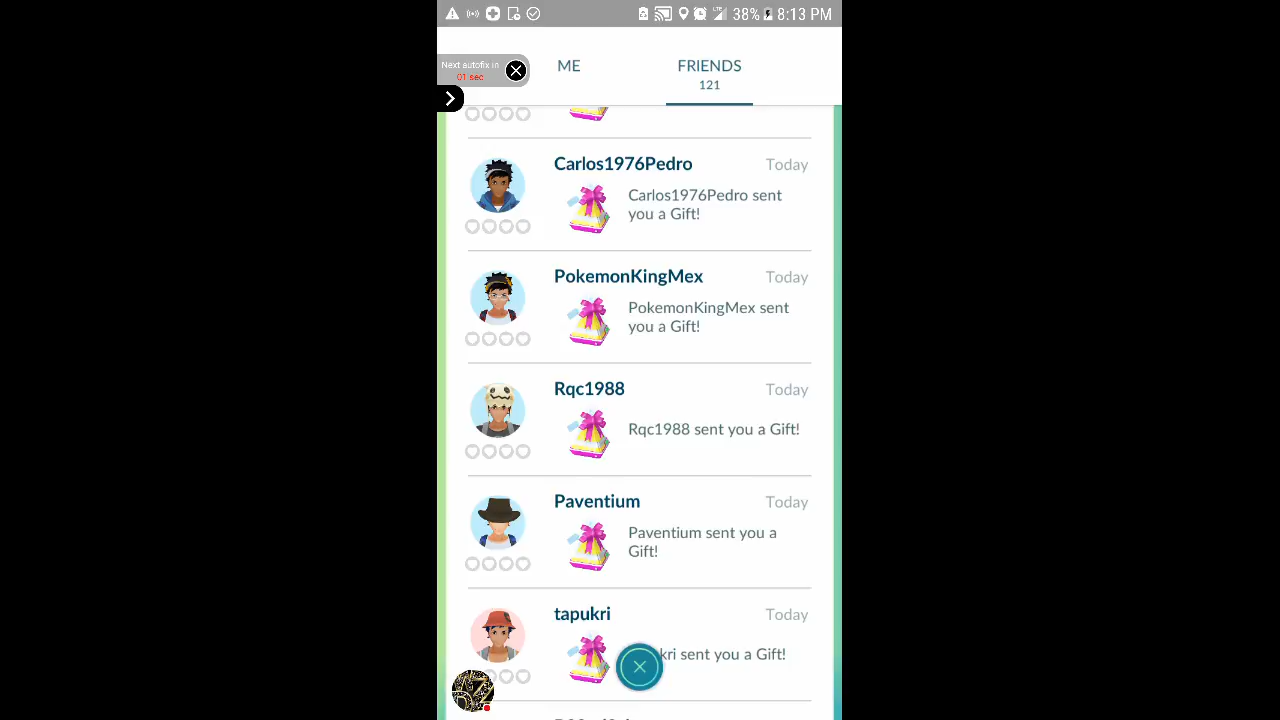 LTE 38% 8:13 PM
Next autofix in
01 sec
ME
FRIENDS
121
Carlos1976Pedro Today
Carlos1976Pedro sent
you a Gift!
PokemonKingMex Today
PokemonKingMex sent
you a Gift!
Rqc1988 Today
Rqc1988 sent you a Gift!
Paventium Today
Paventium sent you a
Gift!
tapukri Today
kri sent you a Gift!